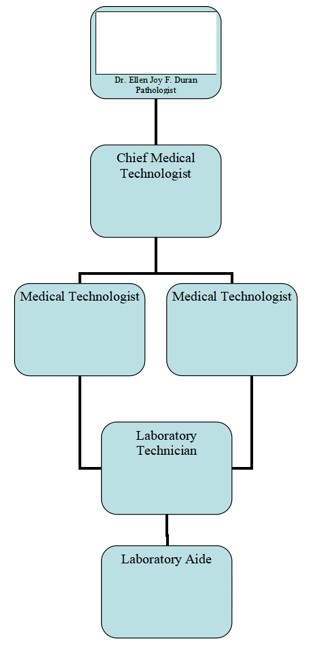 Dr. Ellen Joy F. Duran
Pathologist
Chief Medical
Technologist
Medical Technologist
Medical Technologist
Laboratory
Technician
Laboratory Aide